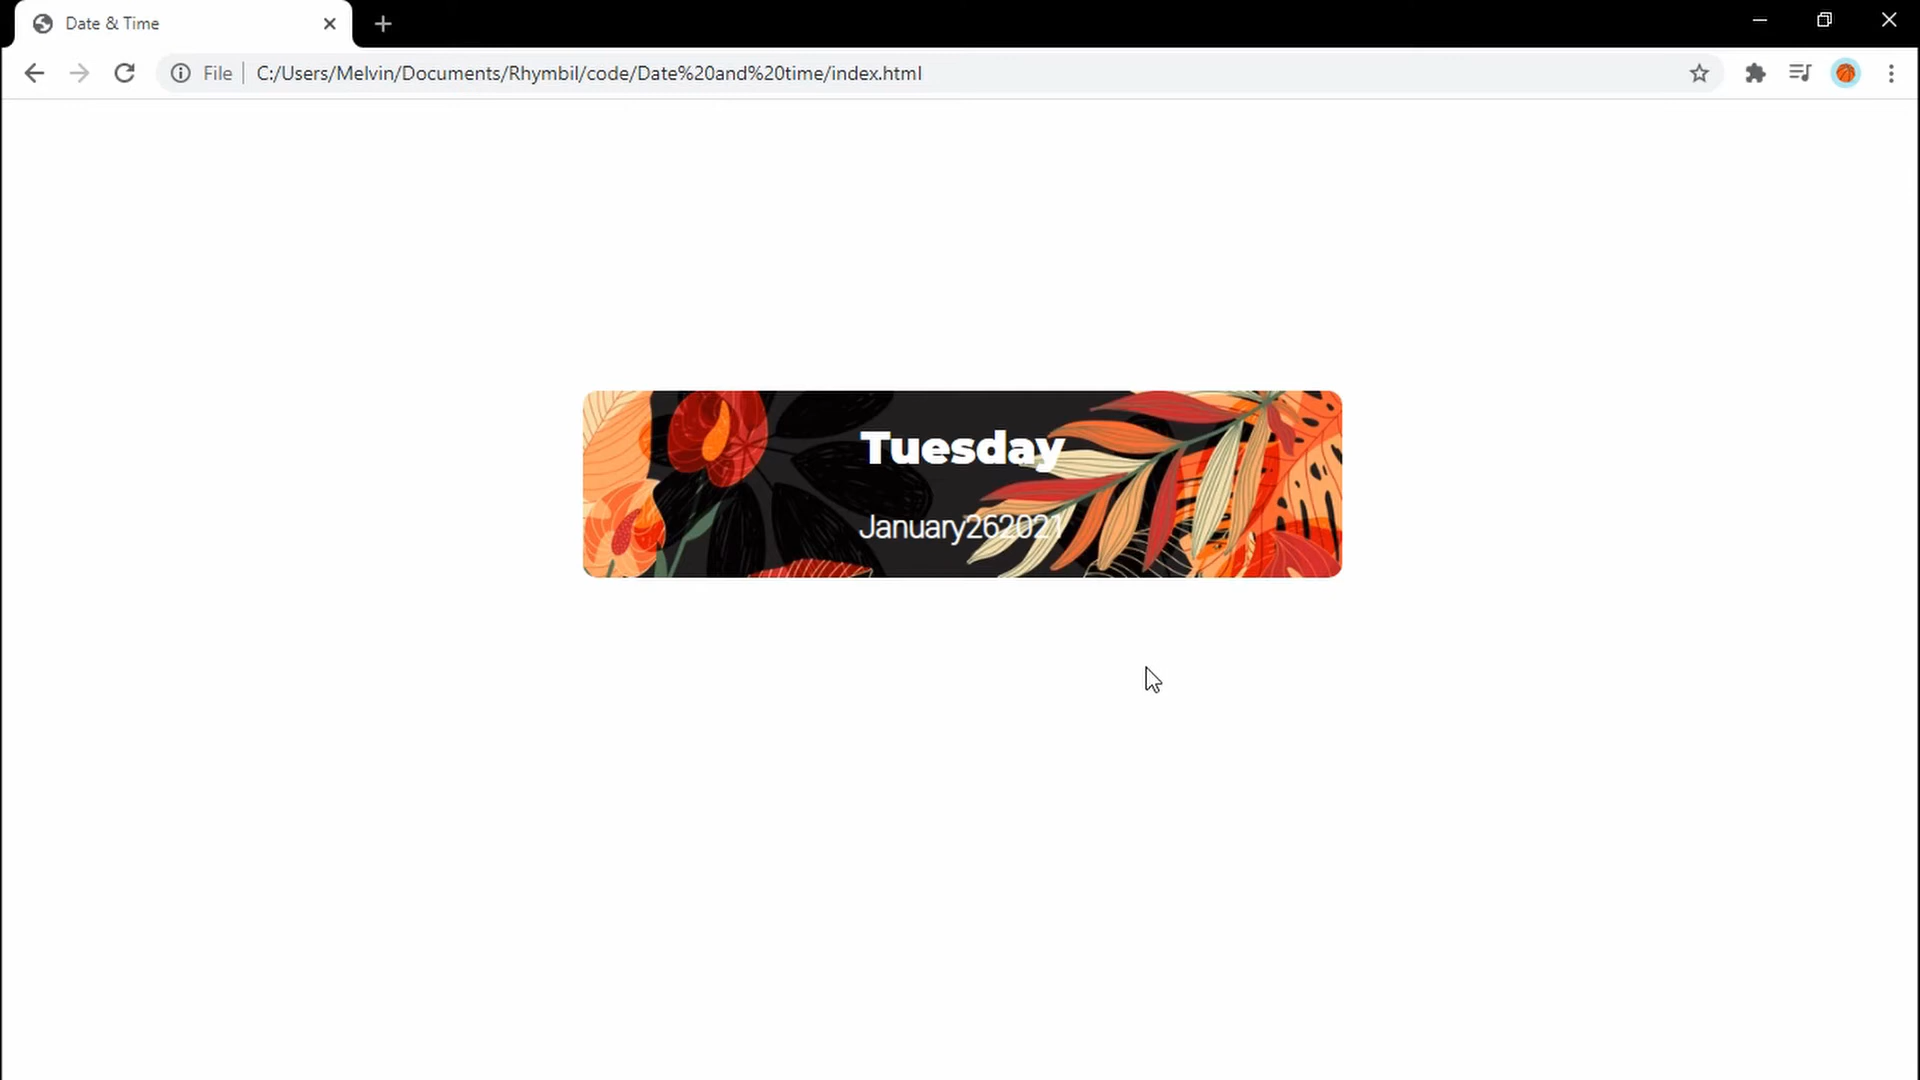 Date & Time
File
C:/Users/Melvin/Documents/Rhymbil/code/Date%20and%20time/index.html
Tuesday
January262021